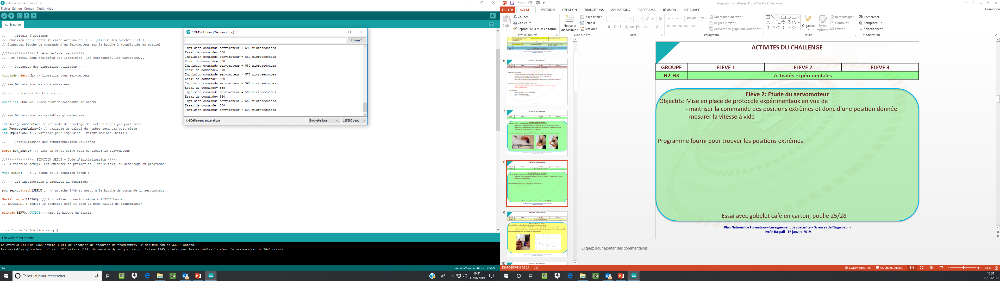 calib-servo | Arduino 1.8.2
Fichier Édition Croquis Outils Aide
calib-servo
// --- Circuit à réaliser ---
// Connexion série entre la carte Arduino et le PC (utilise les broches 0 et 1)
// Connecter Broche de commande d'un Servomoteur sur la broche 2 (configurée en sortie)
//**************** Entête déclarative *******
// A ce niveau sont déclarées les librairies, les constantes, les variables...
// --- Inclusion des librairies utilisées ---
#include <Servo.h> // librairie pour servomoteur
// --- Déclaration des constantes ---
// --- constantes des broches ---
const int SERVO=2; //declaration constante de broche
// --- Déclaration des variables globales ---
int ReceptionOctet=0; // variable de stockage des octets reçus par port série
int ReceptionNombre=0; // variable de calcul du nombre reçu par port série
int impulsion=0; // variable pour impulsion - valeur médiane initiale
// --- Initialisation des fonctionnalités utilisées ---
Servo mon_servo;  // crée un objet servo pour contrôler le servomoteur
//**************** FONCTION SETUP = Code d'initialisation *****
// La fonction setup() est exécutée en premier et 1 seule fois, au démarrage du programme
void setup()   { // debut de la fonction setup()
// --- ici instructions à exécuter au démarrage ---
mon_servo.attach(SERVO);  // attache l'objet servo à la broche de commande du servomoteur
Serial.begin(115200); // initialise connexion série à 115200 bauds
// IMPORTANT : régler le terminal côté PC avec la même valeur de transmission
pinMode(SERVO, OUTPUT); //met la broche en sortie
} // fin de la fonction setup()
Téléversement terminé
Le croquis utilise 3358 octets (10%) de l'espace de stockage de programmes. Le maximum est de 32256 octets.
Les variables globales utilisent 303 octets (14%) de mémoire dynamique, ce qui laisse 1745 octets pour les variables locales. Le maximum est de 2048 octets.
34
Arduino/Genuino Uno sur COM5
COM5 (Arduino/Genuino Uno)
Envoyer
Impulsion commande servomoteur = 590 microsecondes
Essai de commande= 560
Impulsion commande servomoteur = 560 microsecondes
Essai de commande= 580
Impulsion commande servomoteur = 580 microsecondes
Essai de commande= 570
Impulsion commande servomoteur = 570 microsecondes
Essai de commande= 560
Impulsion commande servomoteur = 560 microsecondes
Essai de commande= 555
Impulsion commande servomoteur = 555 microsecondes
Essai de commande= 550
Impulsion commande servomoteur = 550 microsecondes
Essai de commande= 500
Impulsion commande servomoteur = 500 microsecondes
Défilement automatique
Nouvelle ligne
115200 baud
Taper ici pour rechercher
16:31
11/01/2019
Proposition challenge-11012019-IB - PowerPoint
Connexion
FICHIER ACCUEIL INSERTION CRÉATION TRANSITIONS ANIMATIONS DIAPORAMA RÉVISION AFFICHAGE
Coller
Couper
Copier
Reproduire la mise en forme
Presse-papiers
Nouvelle diapositive
Disposition
Rétablir
Section
Diapositives
G I S S abc AV Aa A
Police
Orientation du texte
Aligner le texte
Convertir en graphique SmartArt
Paragraphe
Organiser
Styles rapides
Remplissage
Contour
Effets
Dessin
Rechercher
Remplacer
Sélectionner
Modification
6
ACTIVITES DU CHALLENGE
7
ACTIVITES DU CHALLENGE
8
ACTIVITES DU CHALLENGE
9
ACTIVITES DU CHALLENGE
10
ACTIVITES DU CHALLENGE
ACTIVITES DU CHALLENGE
GROUPE ELEVE 1 ELEVE 2 ELEVE 3
H2-H3 Activités expérimentales
Elève 2: Etude du servomoteur
Objectifs: Mise en place de protocole expérimentaux en vue de
- maitriser la commande des positions extrêmes et donc d’une position donnée
- mesurer la vitesse à vide
Programme fourni pour trouver les positions extrêmes:
Essai avec gobelet café en carton, poulie 25/28
Plan National de Formation – Enseignement de spécialité « Sciences de l’Ingénieur »
Lycée Raspail - 16 janvier 2019
Cliquez pour ajouter des commentaires
DIAPOSITIVE 8 DE 24
COMMENTAIRES
COMMENTAIRES
106 %
16:31
11/01/2019